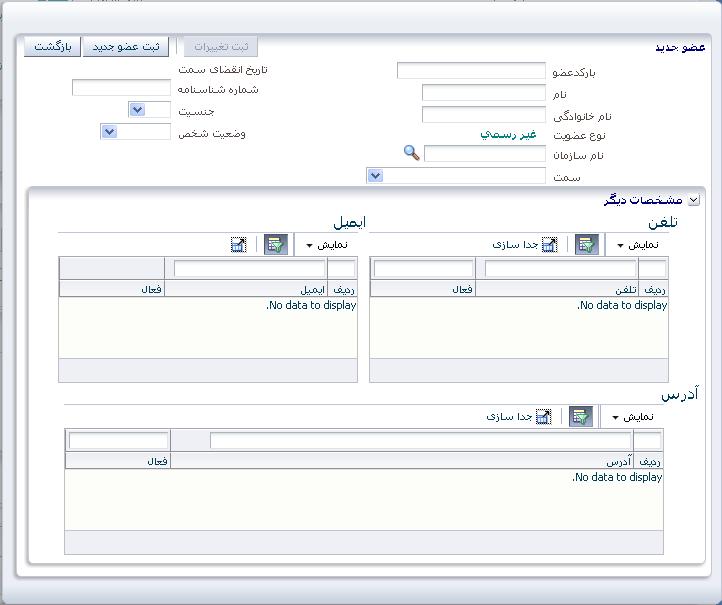 عضو جدید
ثبت تغییرات ثبت عضو جدید بازگشت
بارکدعضو
تاریخ انقضای سمت
نام
شماره شناسنامه
نام خانوادگی
جنسیت
نوع عضویت غیر رسمی
وضعیت شخص
نام سازمان
سمت
مشخصات دیگر
تلفن
نمایش جدا سازی
ردیف تلفن فعال
No data to display.
ایمیل
نمایش
ردیف ایمیل فعال
No data to display.
آدرس
نمایش جدا سازی
ردیف آدرس فعال
No data to display.